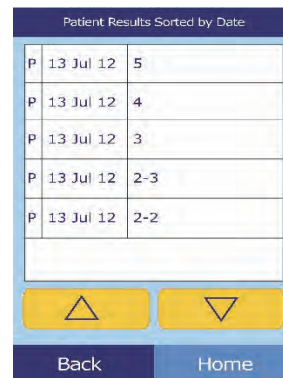 Patient Results Sorted by Date
P 13 Jul 12 5
P 13 Jul 12 4
P 13 Jul 12 3
P 13 Jul 12 2-3
P 13 Jul 12 2-2
Back Home